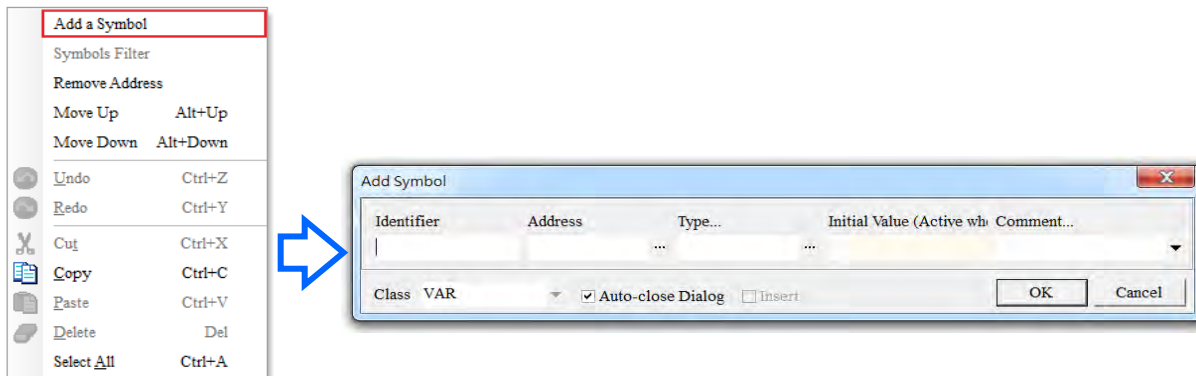 Add a Symbol
Symbols Filter
Remove Address
Move Up Alt+Up
Move Down Alt+Down
Undo Ctrl+Z
Redo Ctrl+Y
Cut Ctrl+X
Copy Ctrl+C
Paste Ctrl+V
Delete Del
Select All Ctrl+A
Add Symbol
Identifier Address Type... Initial Value (Active wh Comment...
... ...
Class VAR Auto-close Dialog Insert OK Cancel